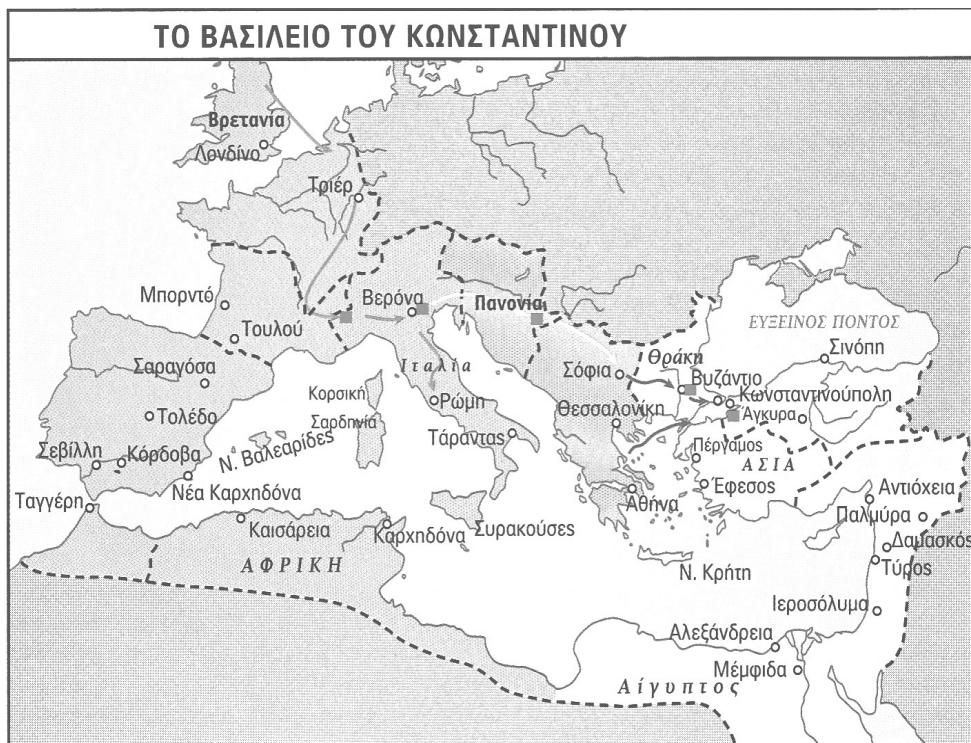 ΤΟ ΒΑΣΙΛΕΙΟ ΤΟΥ ΚΩΝΣΤΑΝΤΙΝΟΥ
Βρετανία
Λονδίνο
Τριέρ
Βερόνα
Πανονία
Μπορντό
Τουλού
ΕΥΞΕΙΝΟΣ ΠΟΝΤΟΣ
Σινόπη
Σαραγόσα
Ιταλία
Κορσική
Σόφια
Θράκη
Βυζάντιο
Κωνσταντινούπολη
Ρώμη
Σαρδηνία
Θεσσαλονίκη
Άγκυρα
Τολέδο
Τάραντας
Πέργαμος
ΑΣΙΑ
Σεβίλλη
Κόρδοβα
Ν. Βαλεαρίδες
Νέα Καρχηδόνα
Έφεσος
Αθήνα
Αντιόχεια
Ταγγέρη
Καισάρεια
Καρχηδόνα
Συρακούσες
Παλμύρα
Δαμασκός
ΑΦΡΙΚΗ
Ν. Κρήτη
Τύρος
Ιεροσόλυμα
Αλεξάνδρεια
Μέμφιδα
Αίγυπτος